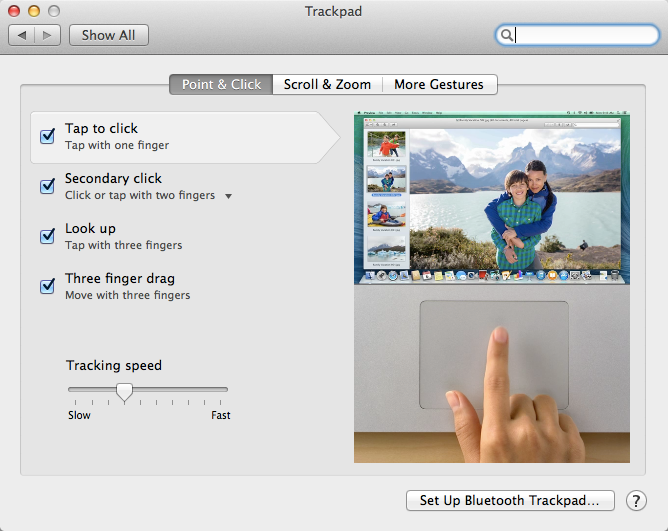 Trackpad
Show All
Point & Click
Scroll & Zoom
More Gestures
Tap to click
Tap with one finger
Secondary click
Click or tap with two fingers
Look up
Tap with three fingers
Three finger drag
Move with three fingers
Tracking speed
Slow
Fast
Set Up Bluetooth Trackpad...
?